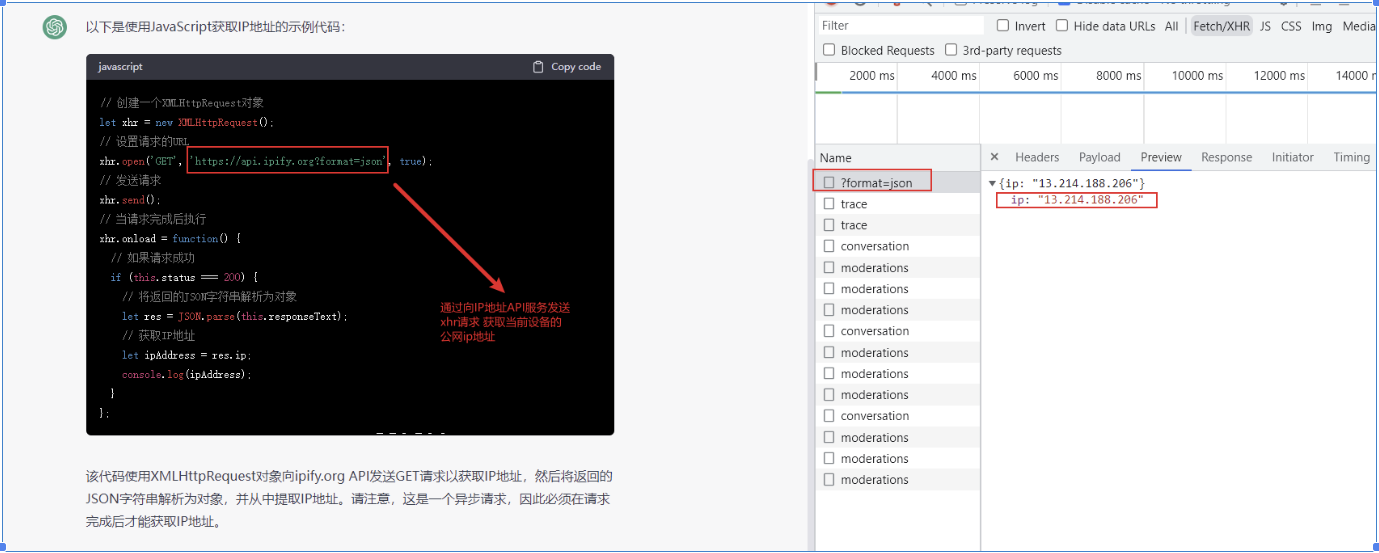 以下是使用JavaScript获取IP地址的示例代码：
javascript
Copy code
// 创建一个XMLHttpRequest对象
let xhr = new XMLHttpRequest();
// 设置请求的URL
xhr.open('GET', 'https://api.ipify.org?format=json', true);
// 发送请求
xhr.send();
// 当请求完成后执行
xhr.onload = function() {
// 如果请求成功
if (this.status === 200) {
// 将返回的JSON字符串解析为对象
let res = JSON.parse(this.responseText);
// 获取IP地址
let ipAddress = res.ip;
console.log(ipAddress);
}
};
通过向IP地址API服务发送
xhr请求 获取当前设备的
公网ip地址
该代码使用XMLHttpRequest对象向ipify.org API发送GET请求以获取IP地址，然后将返回的
JSON字符串解析为对象，并从中提取IP地址。请注意，这是一个异步请求，因此必须在请求
完成后才能获取IP地址。
Filter Invert Hide data URLs All Fetch/XHR JS CSS Img Media
Blocked Requests 3rd-party requests
2000 ms 4000 ms 6000 ms 8000 ms 10000 ms 12000 ms 14000
Name
?format=json
trace
trace
conversation
moderations
moderations
moderations
conversation
moderations
moderations
moderations
conversation
moderations
moderations
moderations
× Headers Payload Preview Response Initiator Timing
▼{ip: "13.214.188.206"}
ip: "13.214.188.206"